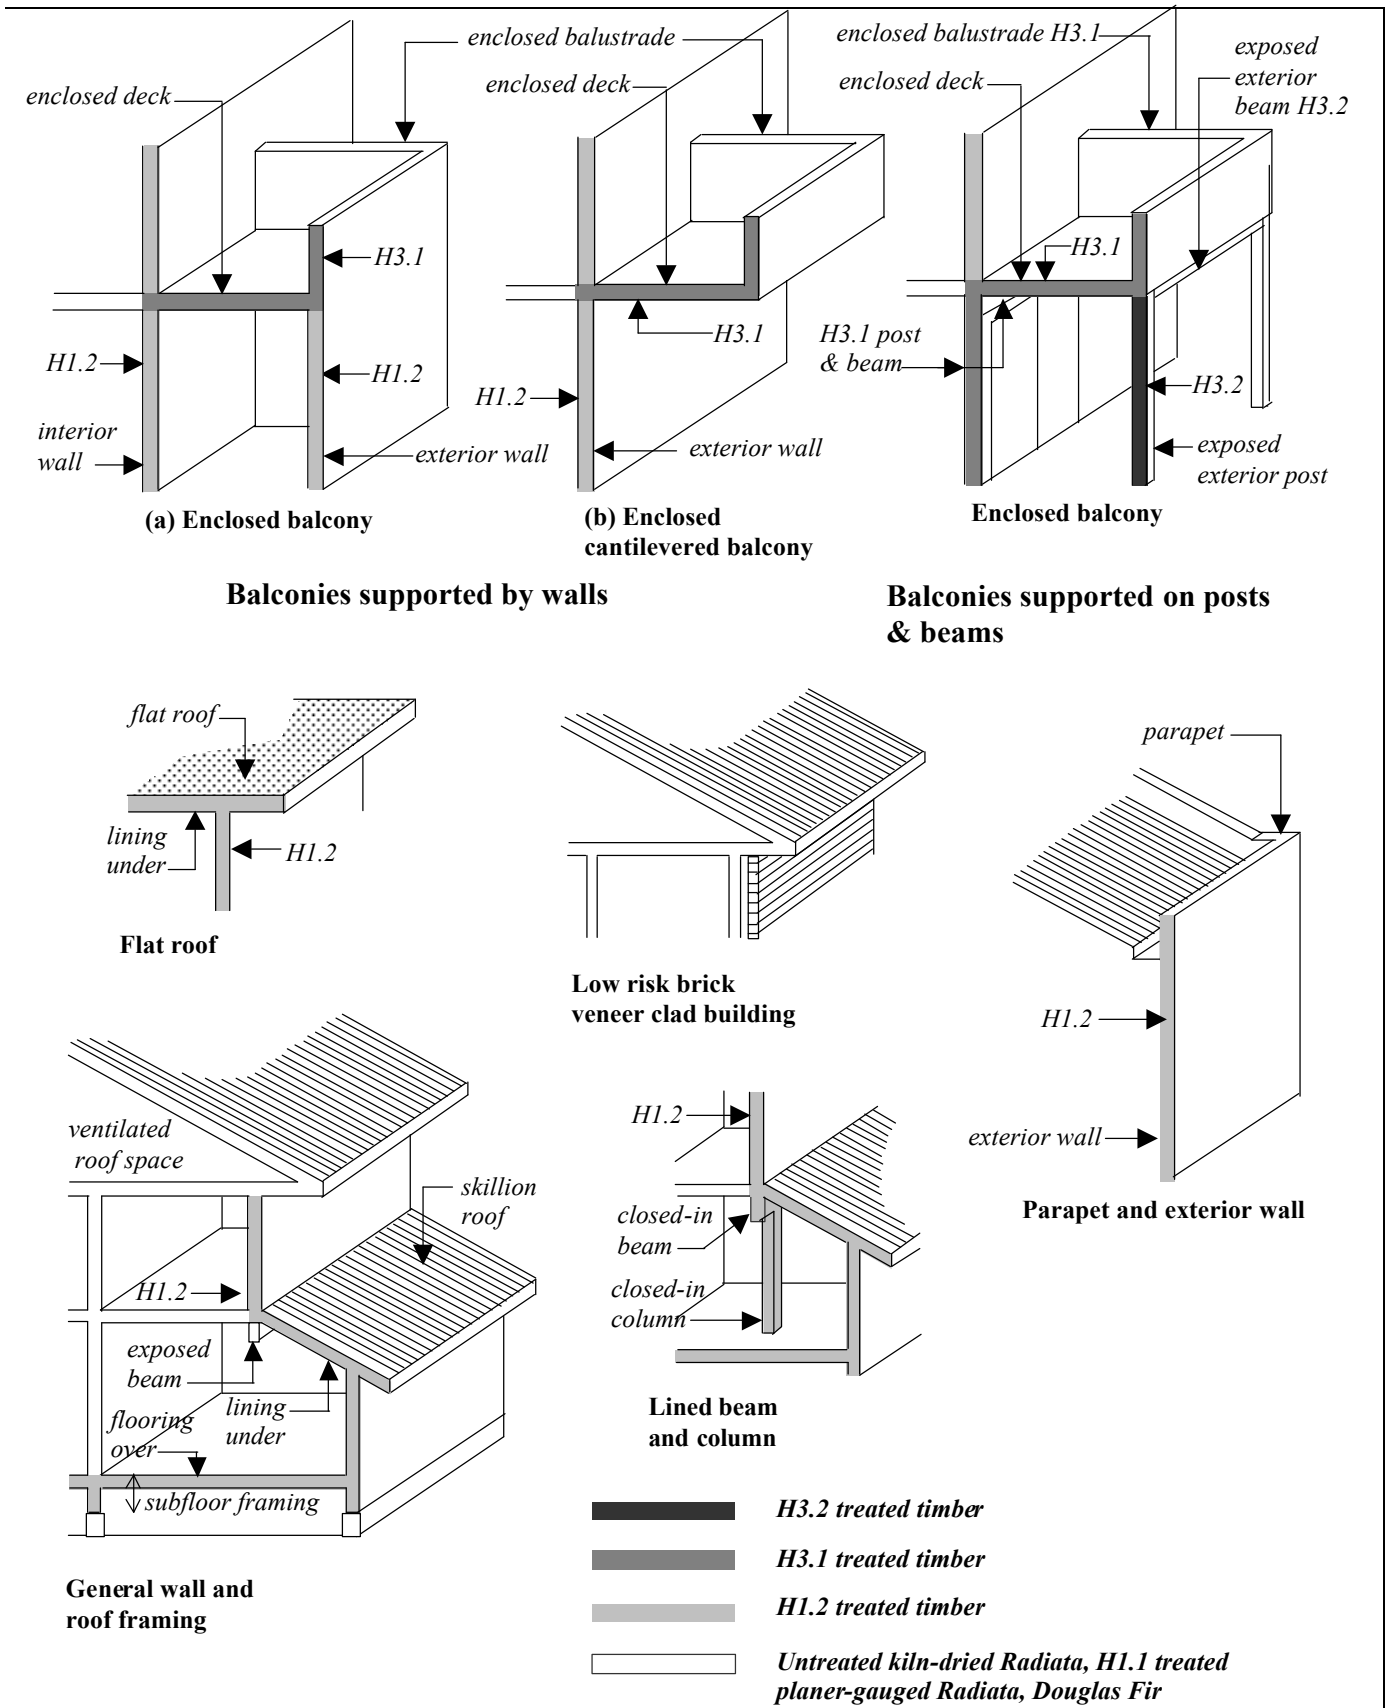 enclosed balustrade
enclosed deck
H3.1
H1.2
H1.2
interior
wall
exterior wall
(a) Enclosed balcony
enclosed deck
H3.1
H1.2
exterior wall
(b) Enclosed
cantilevered balcony
Balconies supported by walls
enclosed balustrade H3.1
enclosed deck
exposed
exterior
beam H3.2
H3.1
H3.1 post
& beam
H3.2
exposed
exterior post
Enclosed balcony
Balconies supported on posts
& beams
flat roof
lining
under
H1.2
Flat roof
Low risk brick
veneer clad building
parapet
H1.2
exterior wall
Parapet and exterior wall
ventilated
roof space
skillion
roof
H1.2
exposed
beam
lining
under
flooring
over
subfloor framing
General wall and
roof framing
H1.2
closed-in
beam
closed-in
column
Lined beam
and column
H3.2 treated timber
H3.1 treated timber
H1.2 treated timber
Untreated kiln-dried Radiata, H1.1 treated
planer-gauged Radiata, Douglas Fir